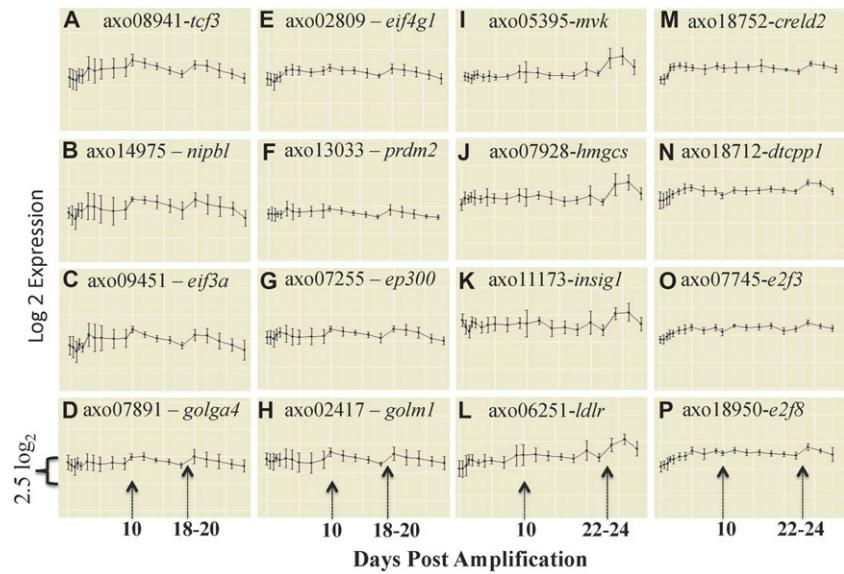 A axo08941-tcf3
E axo02809 – eif4g1
I axo05395-mvk
M axo18752-creld2
B axo14975 – nipbl
F axo13033 – prdm2
J axo07928-hmgcs
N axo18712-dtcpp1
C axo09451 – eif3a
G axo07255 – ep300
K axo11173-insig1
O axo07745-e2f3
D axo07891 – golga4
H axo02417 – golm1
L axo06251-ldlr
P axo18950-e2f8
Log 2 Expression
2.5 log2
10 18-20 10 18-20 10 22-24 10 22-24
Days Post Amplification